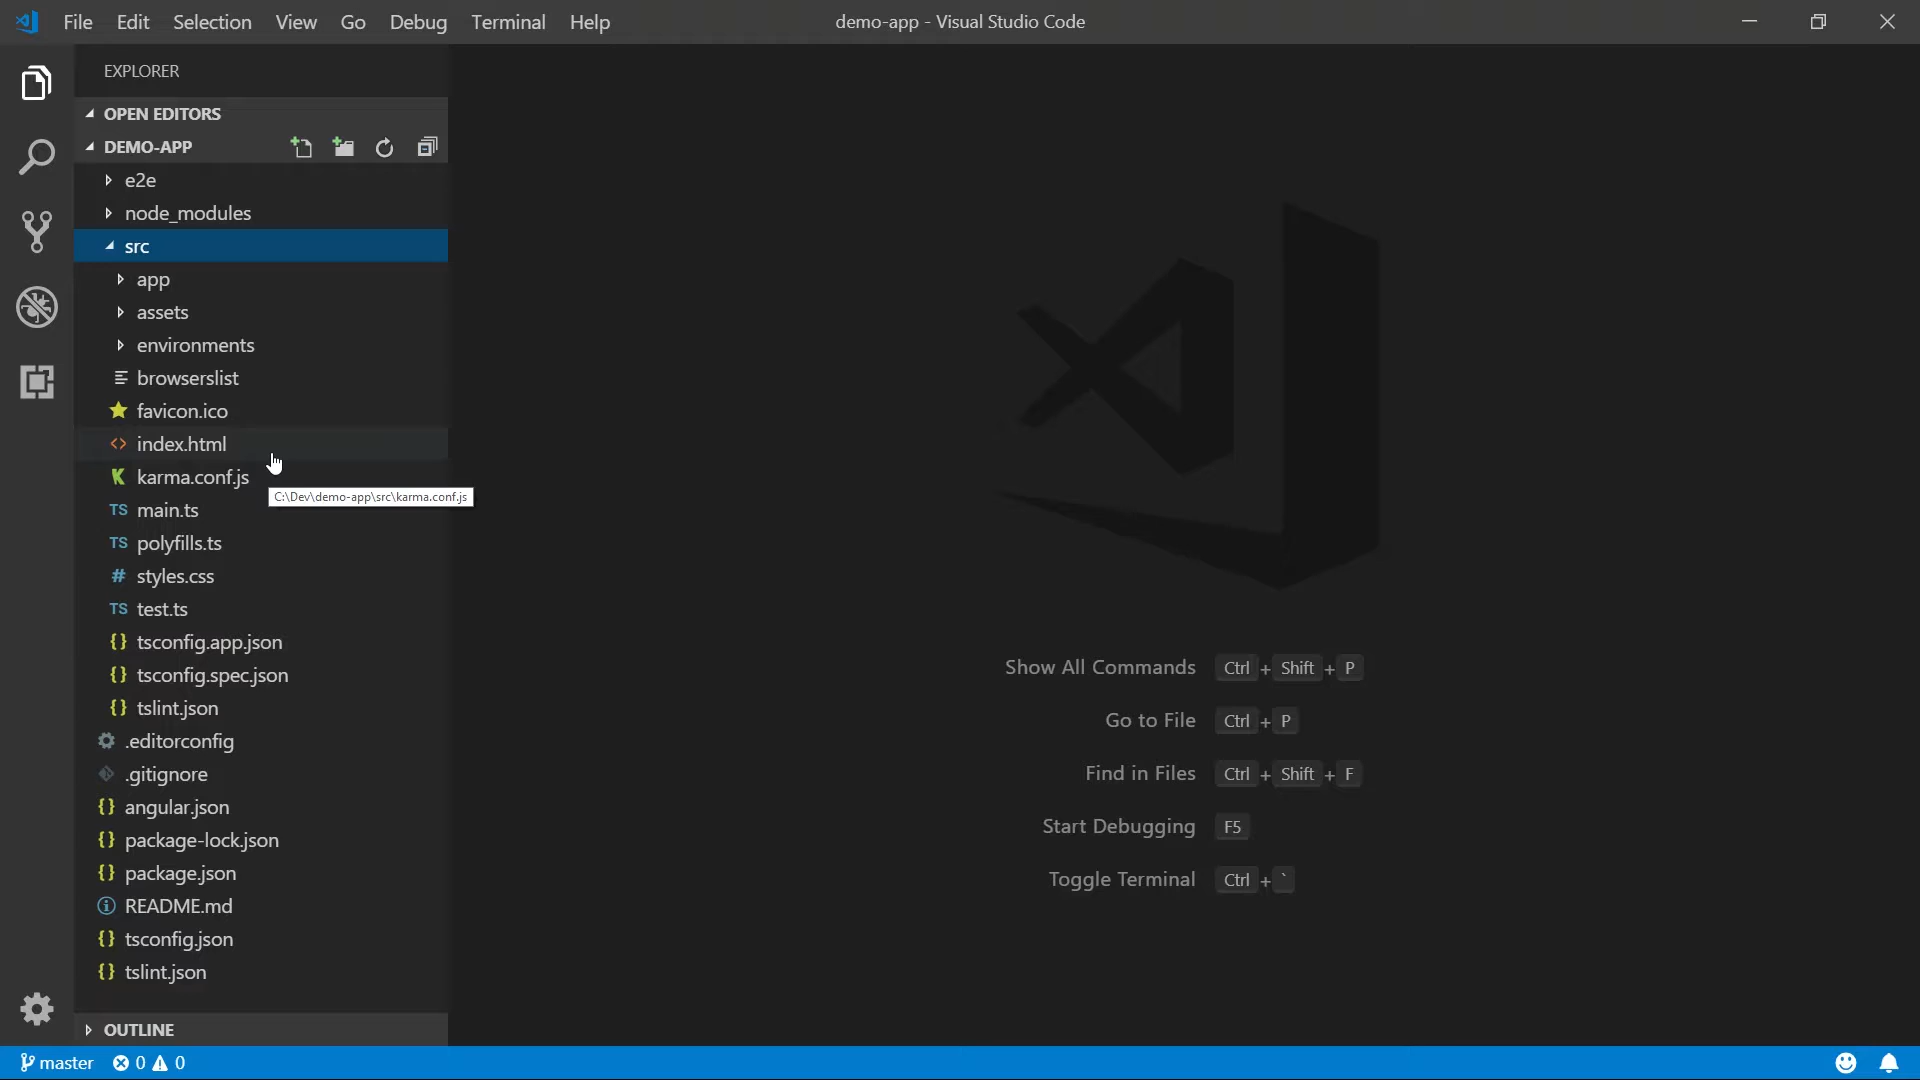 File Edit Selection View Go Debug Terminal Help
demo-app - Visual Studio Code
EXPLORER
OPEN EDITORS
DEMO-APP
e2e
node_modules
src
app
assets
environments
browserslist
favicon.ico
<> index.html
K karma.conf.js
C:\Dev\demo-app\src\karma.conf.js
TS main.ts
TS polyfills.ts
# styles.css
TS test.ts
{} tsconfig.app.json
{} tsconfig.spec.json
{} tslint.json
.editorconfig
.gitignore
{} angular.json
{} package-lock.json
{} package.json
README.md
{} tsconfig.json
{} tslint.json
OUTLINE
Show All Commands Ctrl + Shift + P
Go to File Ctrl + P
Find in Files Ctrl + Shift + F
Start Debugging F5
Toggle Terminal Ctrl + `
master 0 0